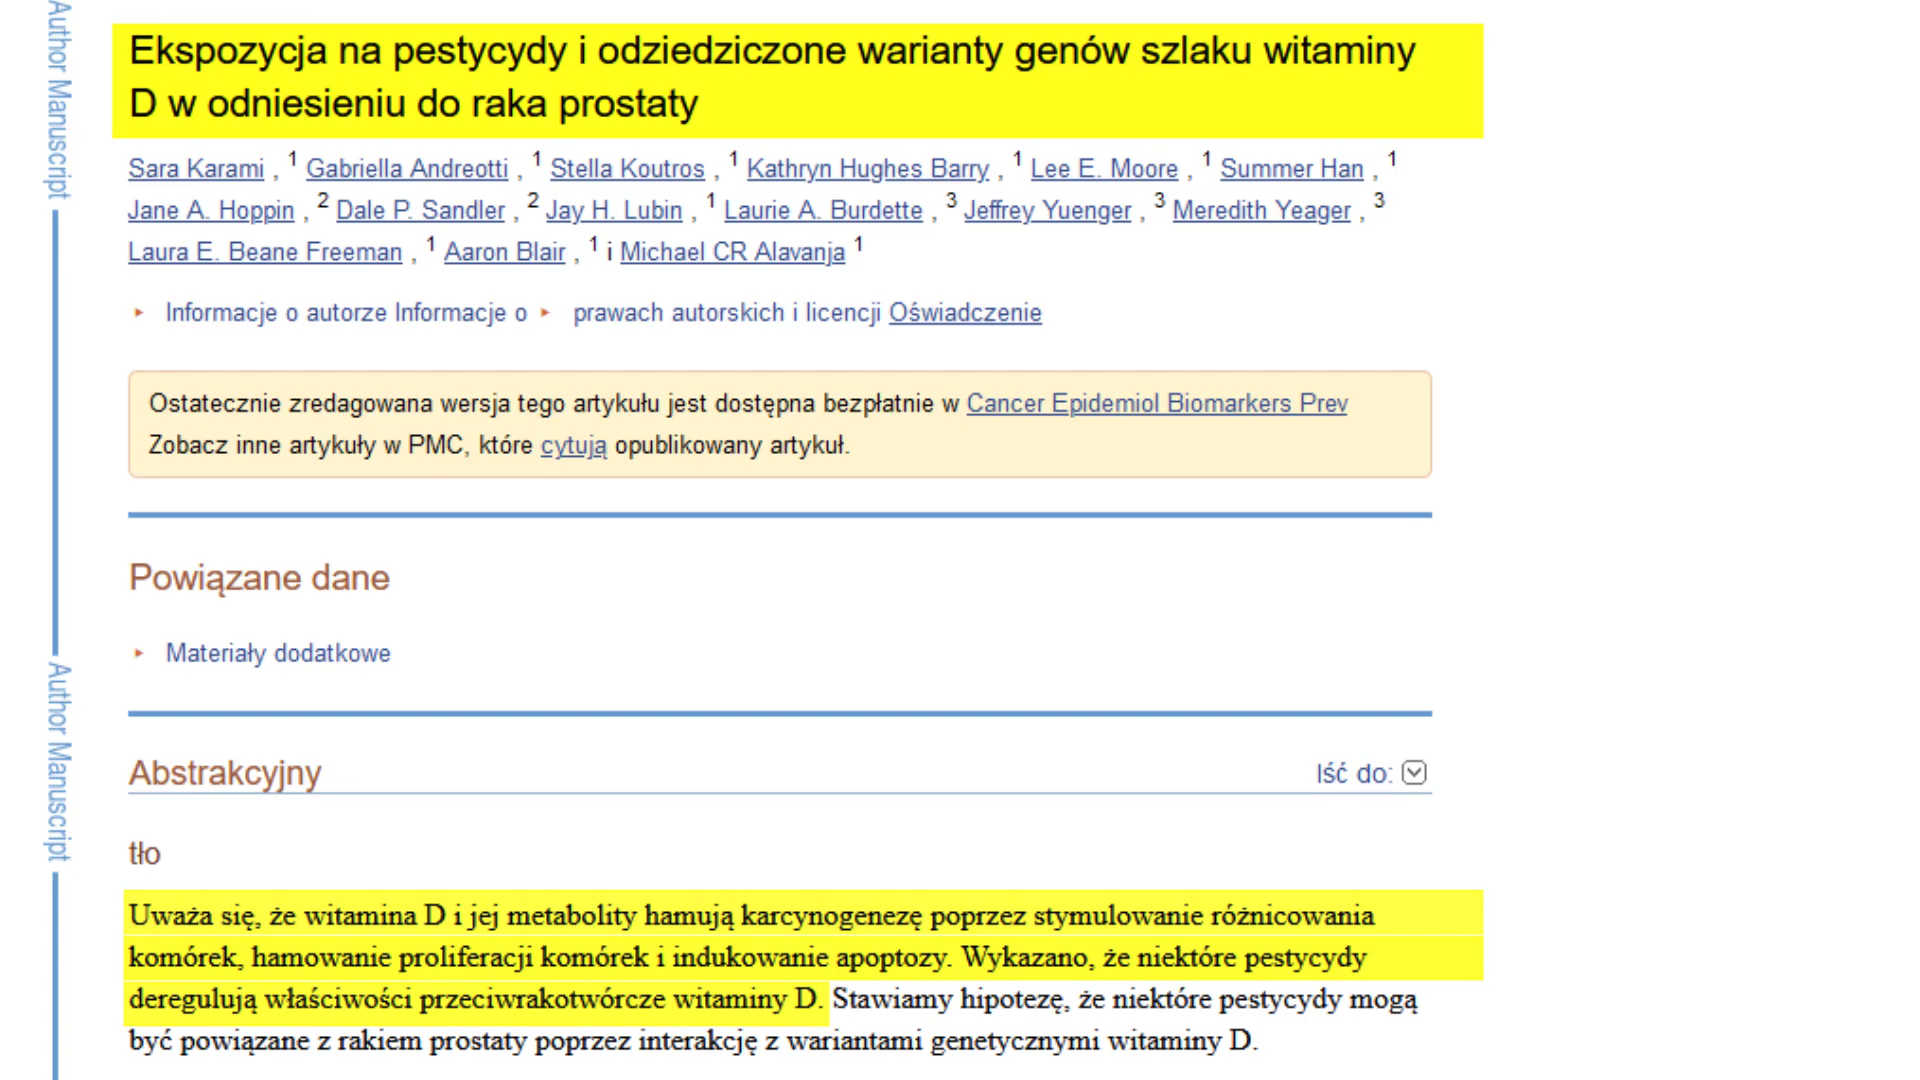 Author Manuscript
Ekspozycja na pestycydy i odziedziczone warianty genów szlaku witaminy
D w odniesieniu do raka prostaty
Sara Karami , 1 Gabriella Andreotti , 1 Stella Koutros , 1 Kathryn Hughes Barry , 1 Lee E. Moore , 1 Summer Han , 1
Jane A. Hoppin , 2 Dale P. Sandler , 2 Jay H. Lubin , 1 Laurie A. Burdette , 3 Jeffrey Yuenger , 3 Meredith Yeager , 3
Laura E. Beane Freeman , 1 Aaron Blair , 1 i Michael CR Alavanja 1
Informacje o autorze Informacje o prawach autorskich i licencji Oświadczenie
Ostatecznie zredagowana wersja tego artykułu jest dostępna bezpłatnie w Cancer Epidemiol Biomarkers Prev
Zobacz inne artykuły w PMC, które cytują opublikowany artykuł.
Powiązane dane
Materiały dodatkowe
Author Manuscript
Abstrakcyjny
Iść do:
tło
Uważa się, że witamina D i jej metabolity hamują karcynogenezę poprzez stymulowanie różnicowania
komórek, hamowanie proliferacji komórek i indukowanie apoptozy. Wykazano, że niektóre pestycydy
deregulują właściwości przeciwrakotwórcze witaminy D. Stawiamy hipotezę, że niektóre pestycydy mogą
być powiązane z rakiem prostaty poprzez interakcję z wariantami genetycznymi witaminy D.